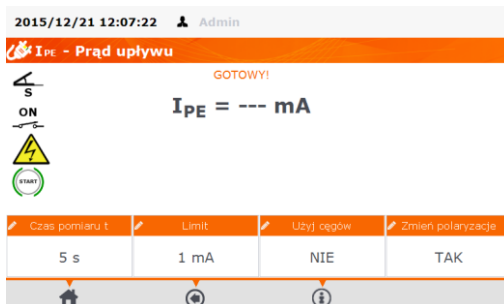 2015/12/21 12:07:22 Admin
IPE - Prąd upływu
GOTOWY!
IPE = --- mA
S
ON
START
Czas pomiaru t Limit Użyj cęgów Zmień polaryzacje
5 s 1 mA NIE TAK